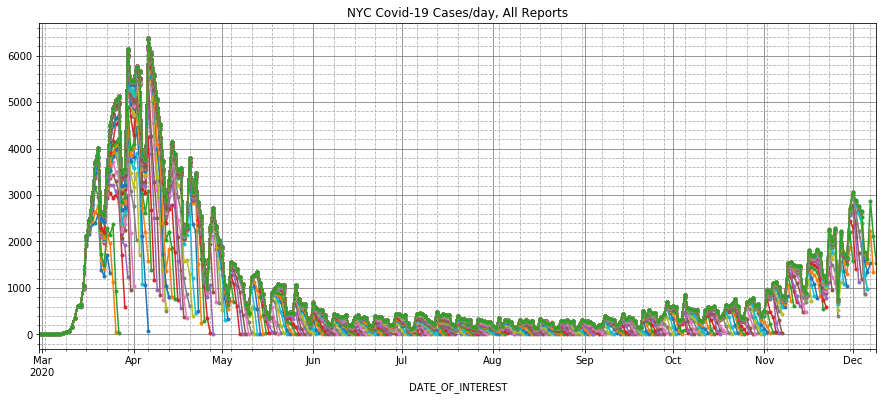 NYC Covid-19 Cases/day, All Reports
6000
5000
4000
3000
2000
1000
0
Mar Apr May Jun Jul Aug Sep Oct Nov Dec
2020
DATE_OF_INTEREST